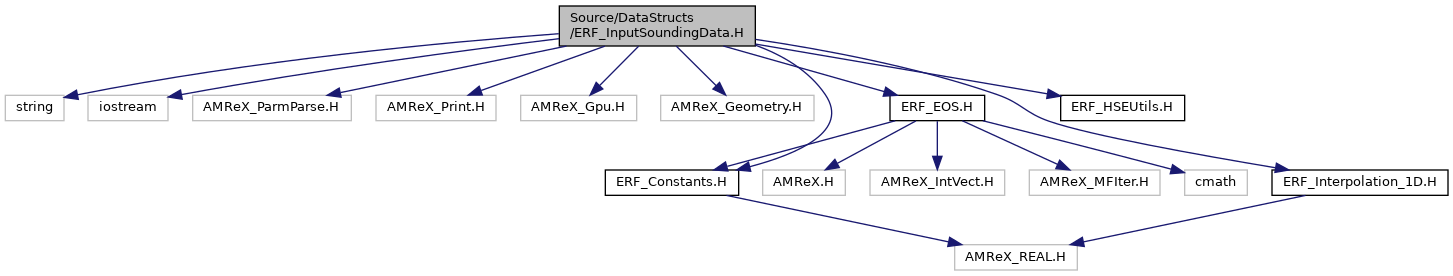 Source/DataStructs
/ERF_InputSoundingData.H
string
iostream
AMReX_ParmParse.H
AMReX_Print.H
AMReX_Gpu.H
AMReX_Geometry.H
ERF_EOS.H
ERF_HSEUtils.H
ERF_Constants.H
AMReX.H
AMReX_IntVect.H
AMReX_MFIter.H
cmath
ERF_Interpolation_1D.H
AMReX_REAL.H